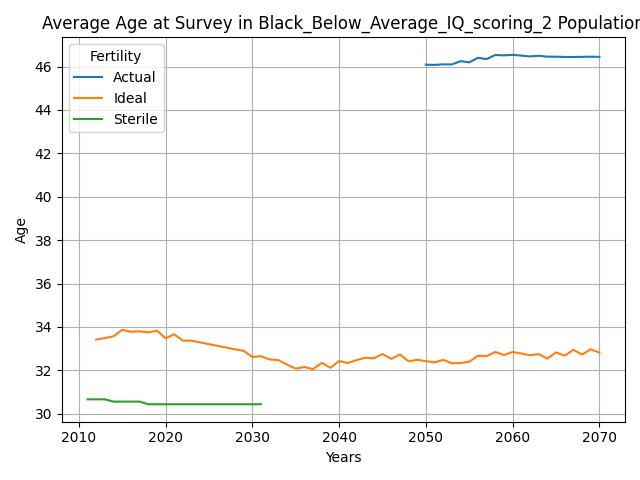 Average Age at Survey in Black_Below_Average_IQ_scoring_2 Population
Fertility
Actual
Ideal
Sterile
Age
46
44
42
40
38
36
34
32
30
2010
2020
2030
2040
2050
2060
2070
Years